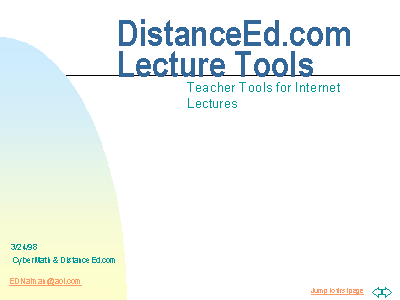 DistanceEd.com
Lecture Tools
Teacher Tools for Internet
Lectures
3/24/98
CyberMath & Distance Ed.com
EDNaiman@aol.com
Jump to first page